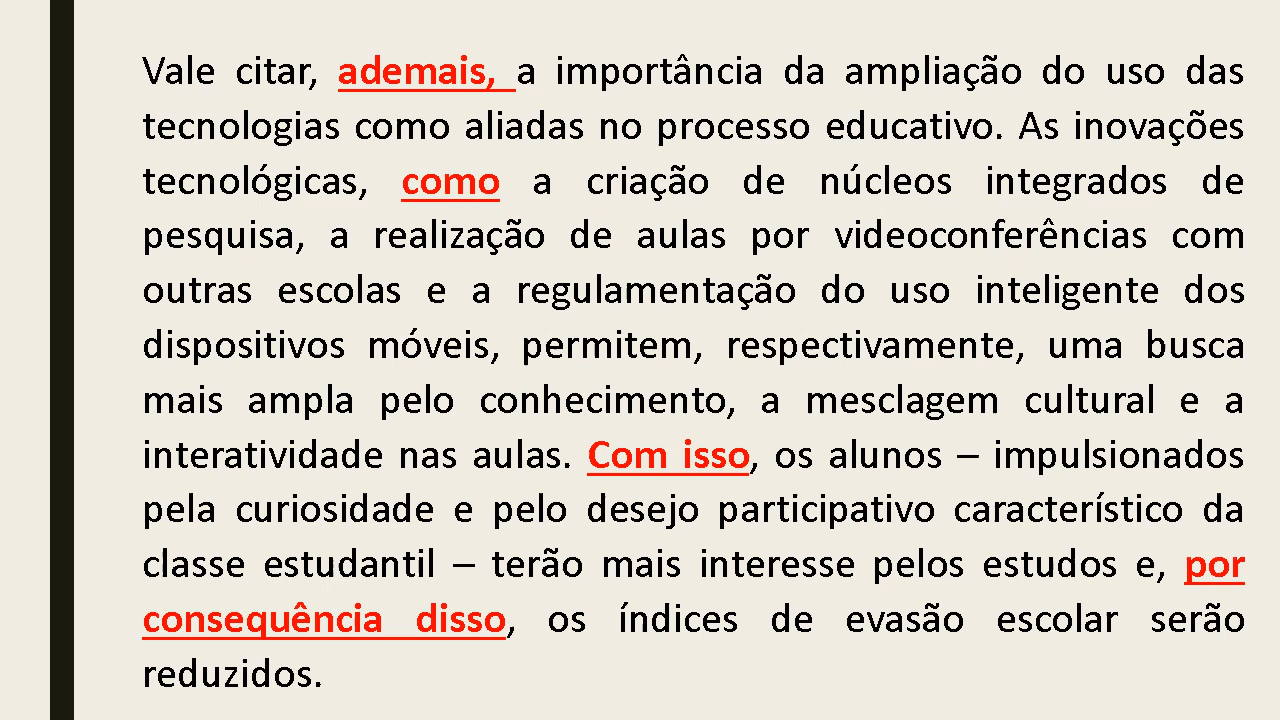 Vale citar, ademais, a importância da ampliação do uso das
tecnologias como aliadas no processo educativo. As inovações
tecnológicas, como a criação de núcleos integrados de
pesquisa, a realização de aulas por videoconferências com
outras escolas e a regulamentação do uso inteligente dos
dispositivos móveis, permitem, respectivamente, uma busca
mais ampla pelo conhecimento, a mesclagem cultural e a
interatividade nas aulas. Com isso, os alunos – impulsionados
pela curiosidade e pelo desejo participativo característico da
classe estudantil – terão mais interesse pelos estudos e, por
consequência disso, os índices de evasão escolar serão
reduzidos.